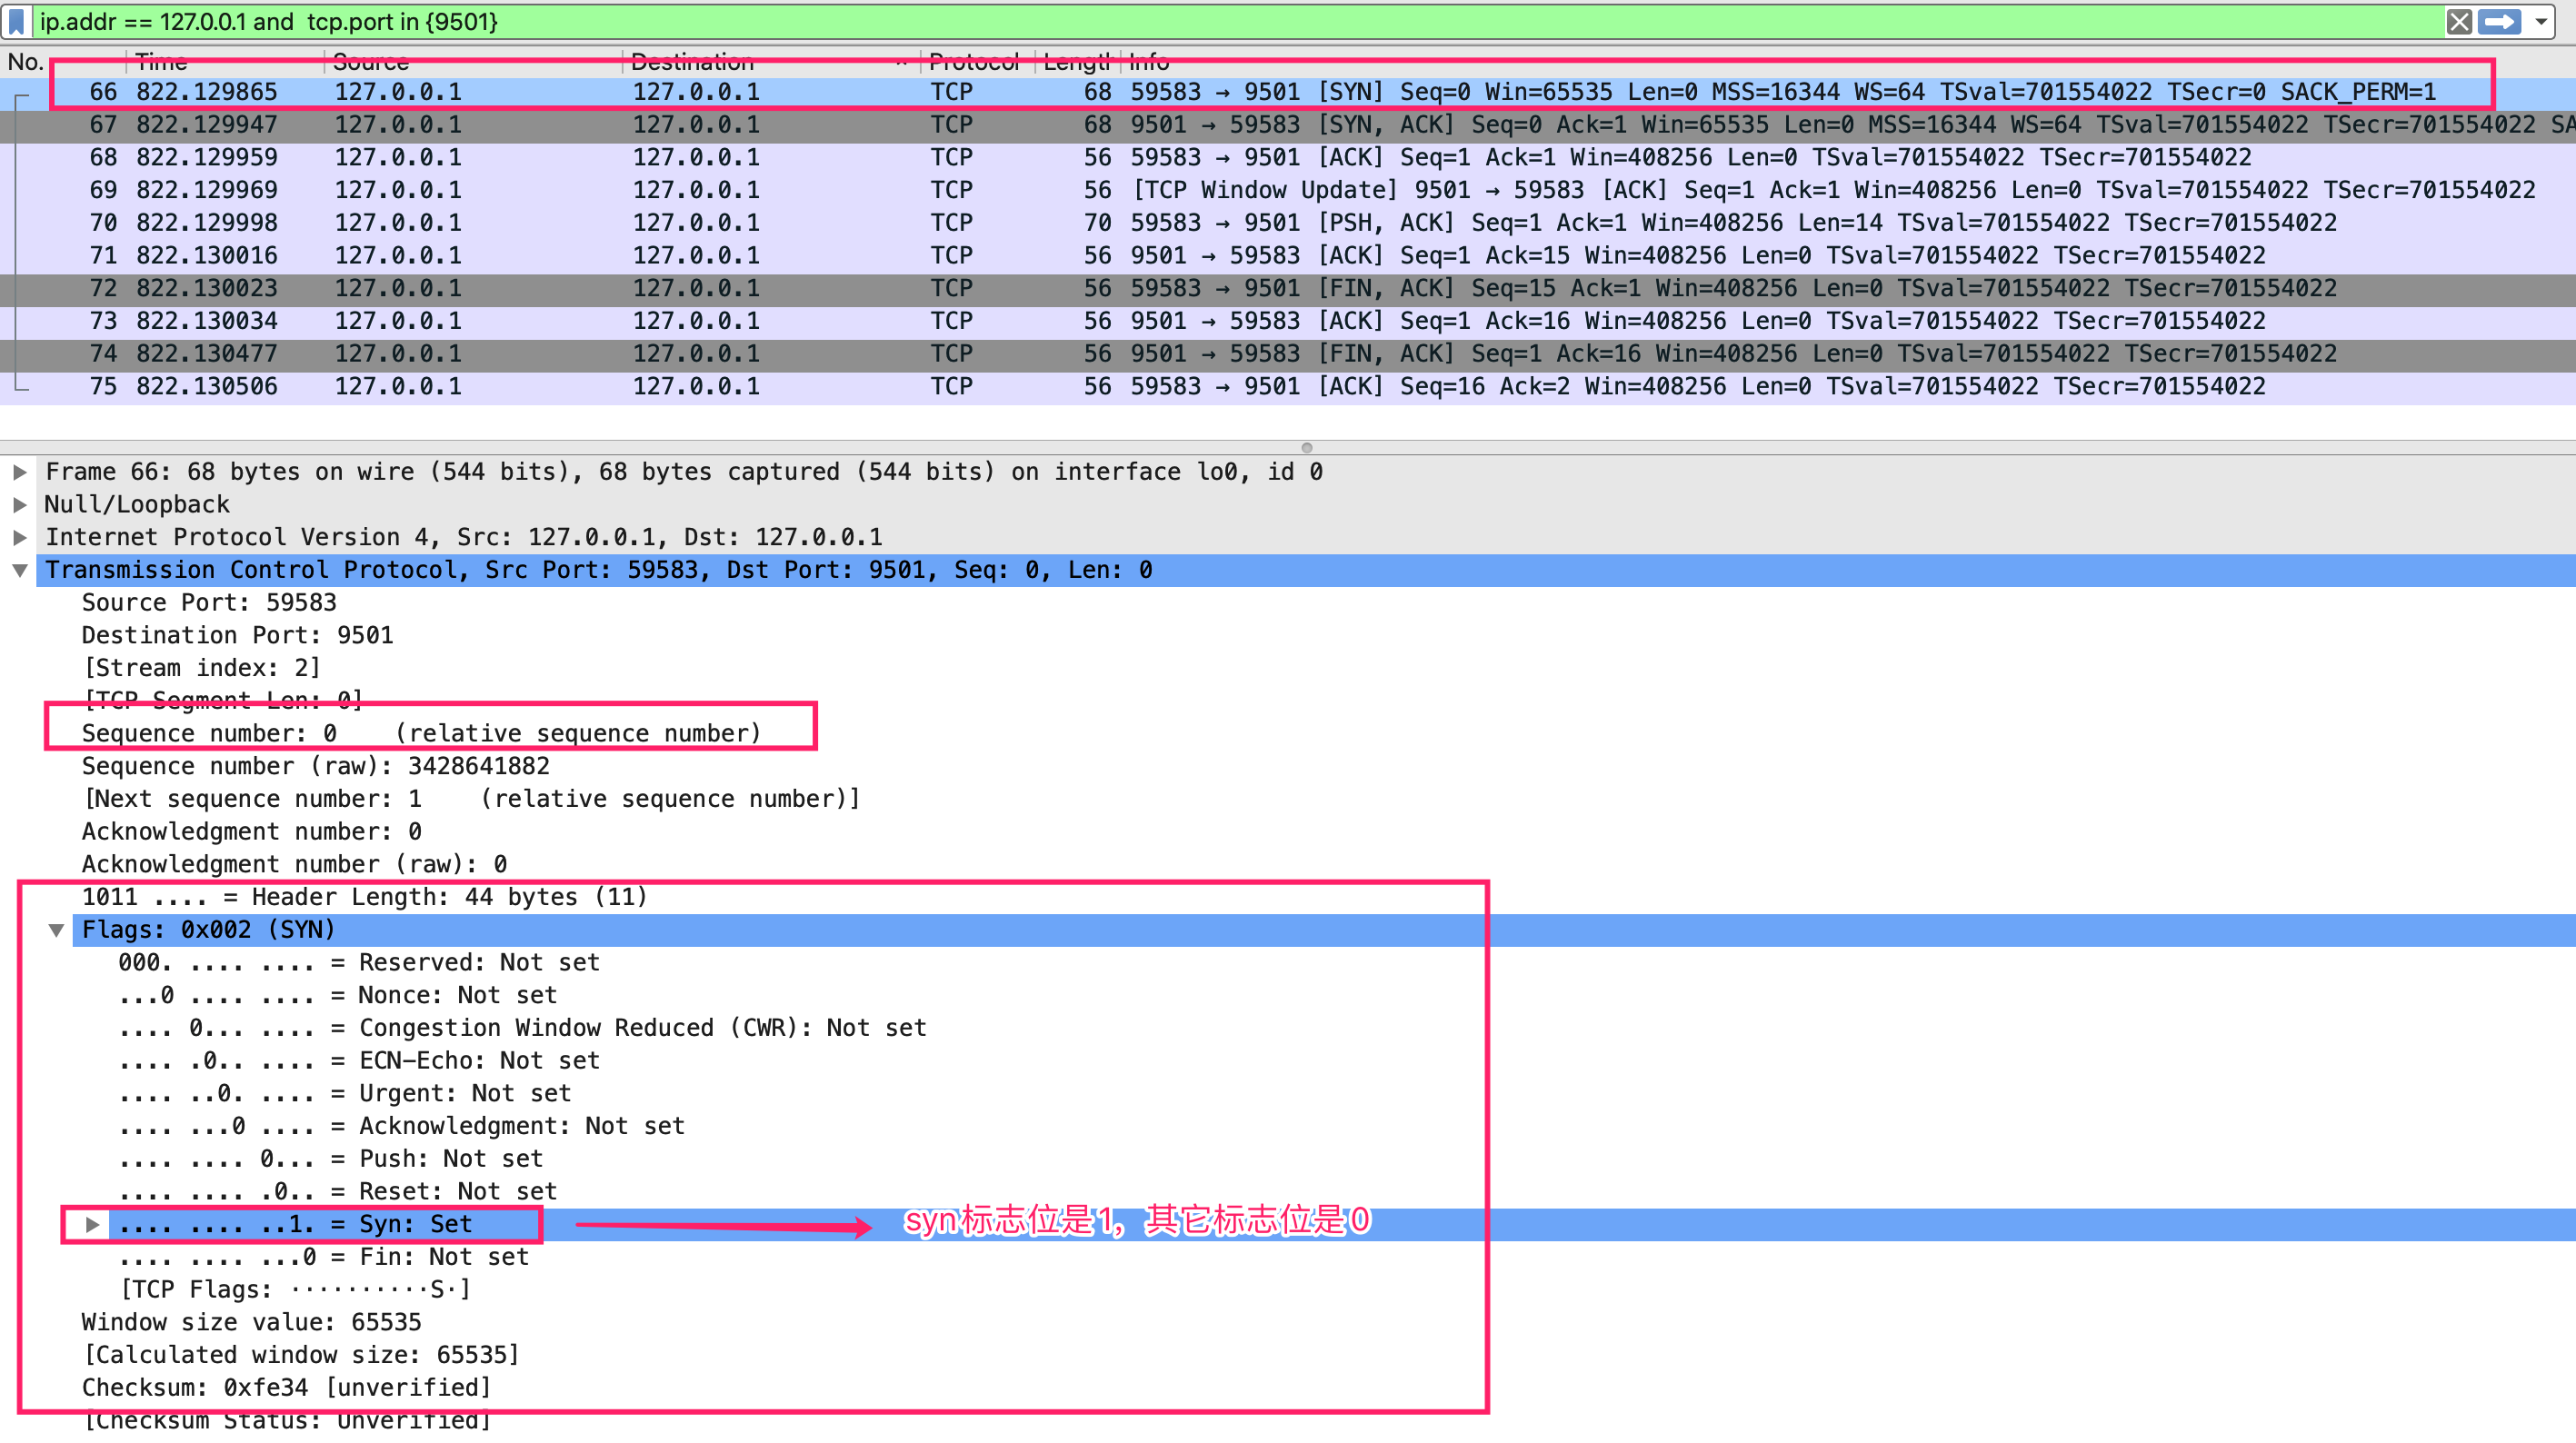 ip.addr == 127.0.0.1 and  tcp.port in {9501}
No. Time Source Destination Protocol Length Info
66 822.129865 127.0.0.1 127.0.0.1 TCP 68 59583 → 9501 [SYN] Seq=0 Win=65535 Len=0 MSS=16344 WS=64 TSval=701554022 TSecr=0 SACK_PERM=1
67 822.129947 127.0.0.1 127.0.0.1 TCP 68 9501 → 59583 [SYN, ACK] Seq=0 Ack=1 Win=65535 Len=0 MSS=16344 WS=64 TSval=701554022 TSecr=701554022 SA
68 822.129959 127.0.0.1 127.0.0.1 TCP 56 59583 → 9501 [ACK] Seq=1 Ack=1 Win=408256 Len=0 TSval=701554022 TSecr=701554022
69 822.129969 127.0.0.1 127.0.0.1 TCP 56 [TCP Window Update] 9501 → 59583 [ACK] Seq=1 Ack=1 Win=408256 Len=0 TSval=701554022 TSecr=701554022
70 822.129998 127.0.0.1 127.0.0.1 TCP 70 59583 → 9501 [PSH, ACK] Seq=1 Ack=1 Win=408256 Len=14 TSval=701554022 TSecr=701554022
71 822.130016 127.0.0.1 127.0.0.1 TCP 56 9501 → 59583 [ACK] Seq=1 Ack=15 Win=408256 Len=0 TSval=701554022 TSecr=701554022
72 822.130023 127.0.0.1 127.0.0.1 TCP 56 59583 → 9501 [FIN, ACK] Seq=15 Ack=1 Win=408256 Len=0 TSval=701554022 TSecr=701554022
73 822.130034 127.0.0.1 127.0.0.1 TCP 56 9501 → 59583 [ACK] Seq=1 Ack=16 Win=408256 Len=0 TSval=701554022 TSecr=701554022
74 822.130477 127.0.0.1 127.0.0.1 TCP 56 9501 → 59583 [FIN, ACK] Seq=1 Ack=16 Win=408256 Len=0 TSval=701554022 TSecr=701554022
75 822.130506 127.0.0.1 127.0.0.1 TCP 56 59583 → 9501 [ACK] Seq=16 Ack=2 Win=408256 Len=0 TSval=701554022 TSecr=701554022
Frame 66: 68 bytes on wire (544 bits), 68 bytes captured (544 bits) on interface lo0, id 0
Null/Loopback
Internet Protocol Version 4, Src: 127.0.0.1, Dst: 127.0.0.1
Transmission Control Protocol, Src Port: 59583, Dst Port: 9501, Seq: 0, Len: 0
Source Port: 59583
Destination Port: 9501
[Stream index: 2]
[TCP Segment Len: 0]
Sequence number: 0    (relative sequence number)
Sequence number (raw): 3428641882
[Next sequence number: 1    (relative sequence number)]
Acknowledgment number: 0
Acknowledgment number (raw): 0
1011 .... = Header Length: 44 bytes (11)
Flags: 0x002 (SYN)
000. .... .... = Reserved: Not set
...0 .... .... = Nonce: Not set
.... 0... .... = Congestion Window Reduced (CWR): Not set
.... .0.. .... = ECN-Echo: Not set
.... ..0. .... = Urgent: Not set
.... ...0 .... = Acknowledgment: Not set
.... .... 0... = Push: Not set
.... .... .0.. = Reset: Not set
.... .... ..1. = Syn: Set syn标志位是1，其它标志位是0
.... .... ...0 = Fin: Not set
[TCP Flags: ··········S·]
Window size value: 65535
[Calculated window size: 65535]
Checksum: 0xfe34 [unverified]
[Checksum Status: Unverified]